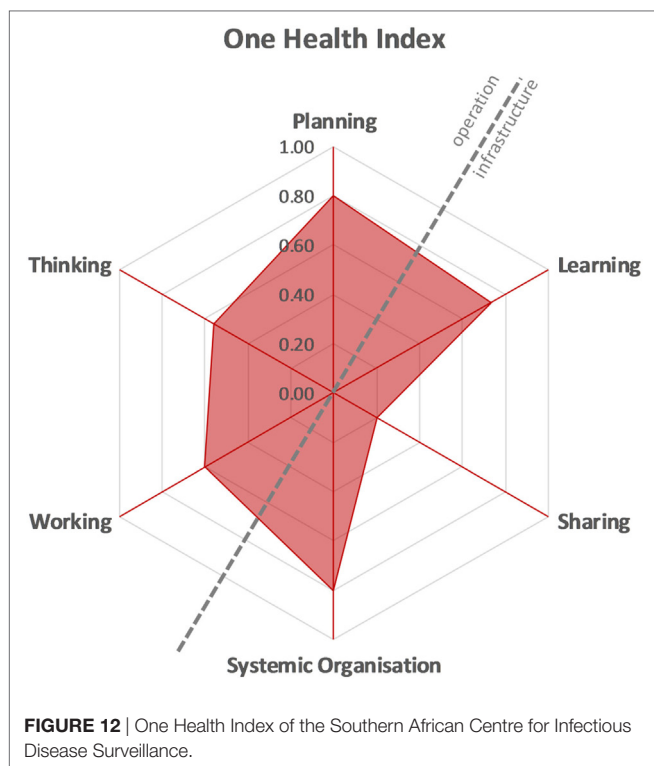 One Health Index
operation
infrastructure
Planning
1.00
0.80
0.60
0.40
0.20
0.00
Thinking
Learning
Working
Sharing
Systemic Organisation
FIGURE 12 | One Health Index of the Southern African Centre for Infectious
Disease Surveillance.